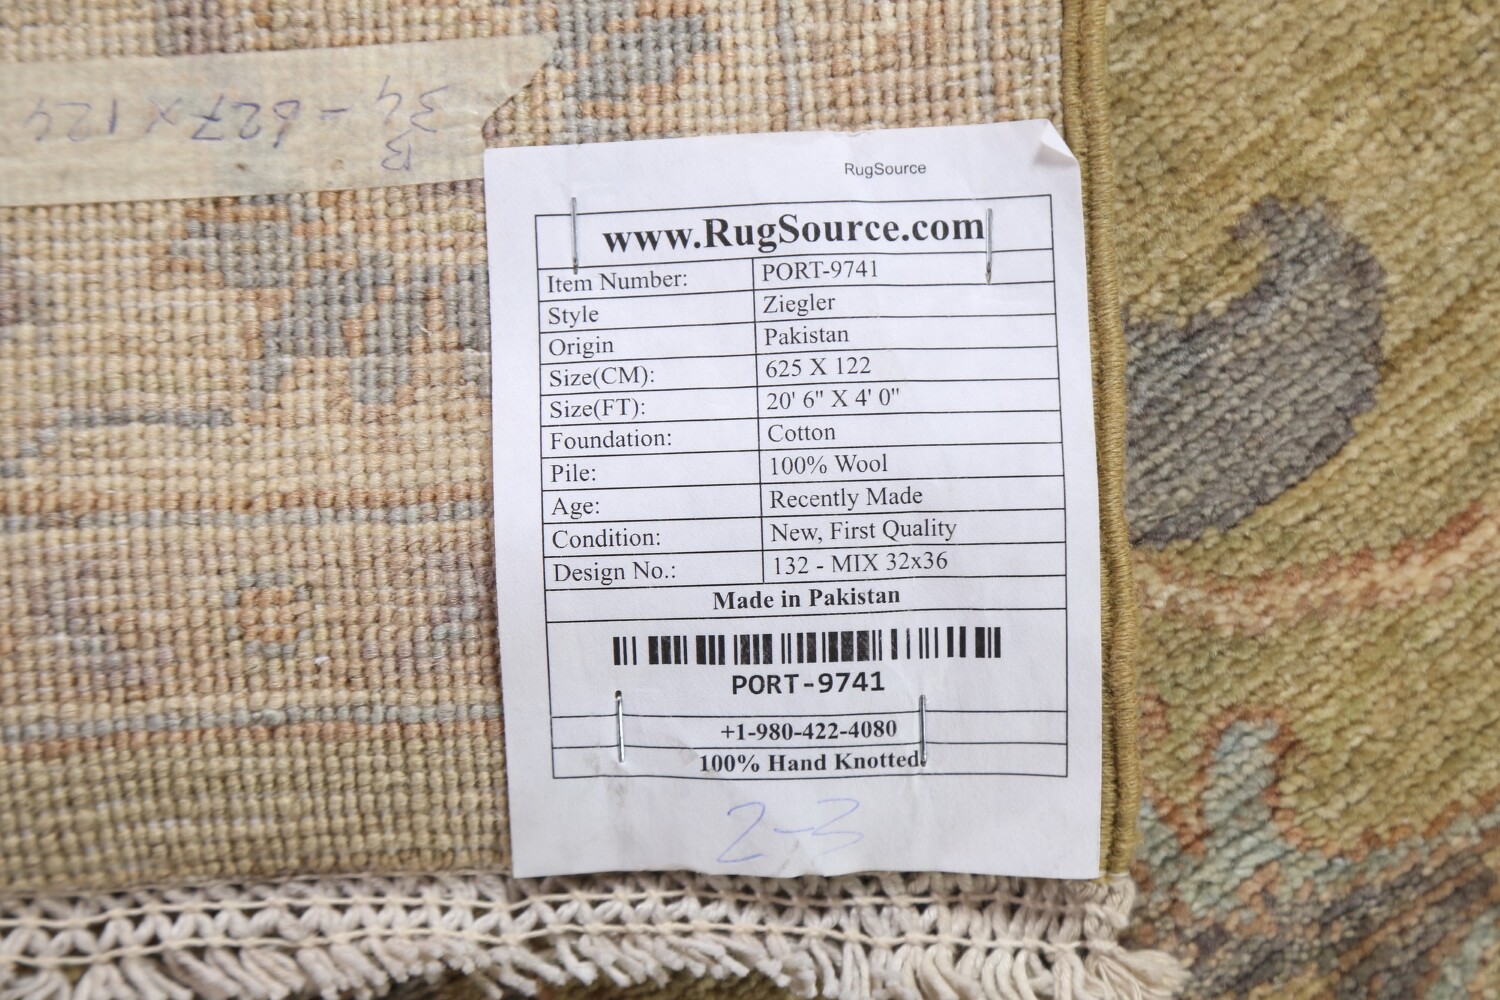 34 - 627 x 124
B
RugSource
www.RugSource.com
Item Number: PORT-9741
Style Ziegler
Origin Pakistan
Size(CM): 625 X 122
Size(FT): 20' 6" X 4' 0"
Foundation: Cotton
Pile: 100% Wool
Age: Recently Made
Condition: New, First Quality
Design No.: 132 - MIX 32x36
Made in Pakistan
PORT-9741
+1-980-422-4080
100% Hand Knotted.
2-3